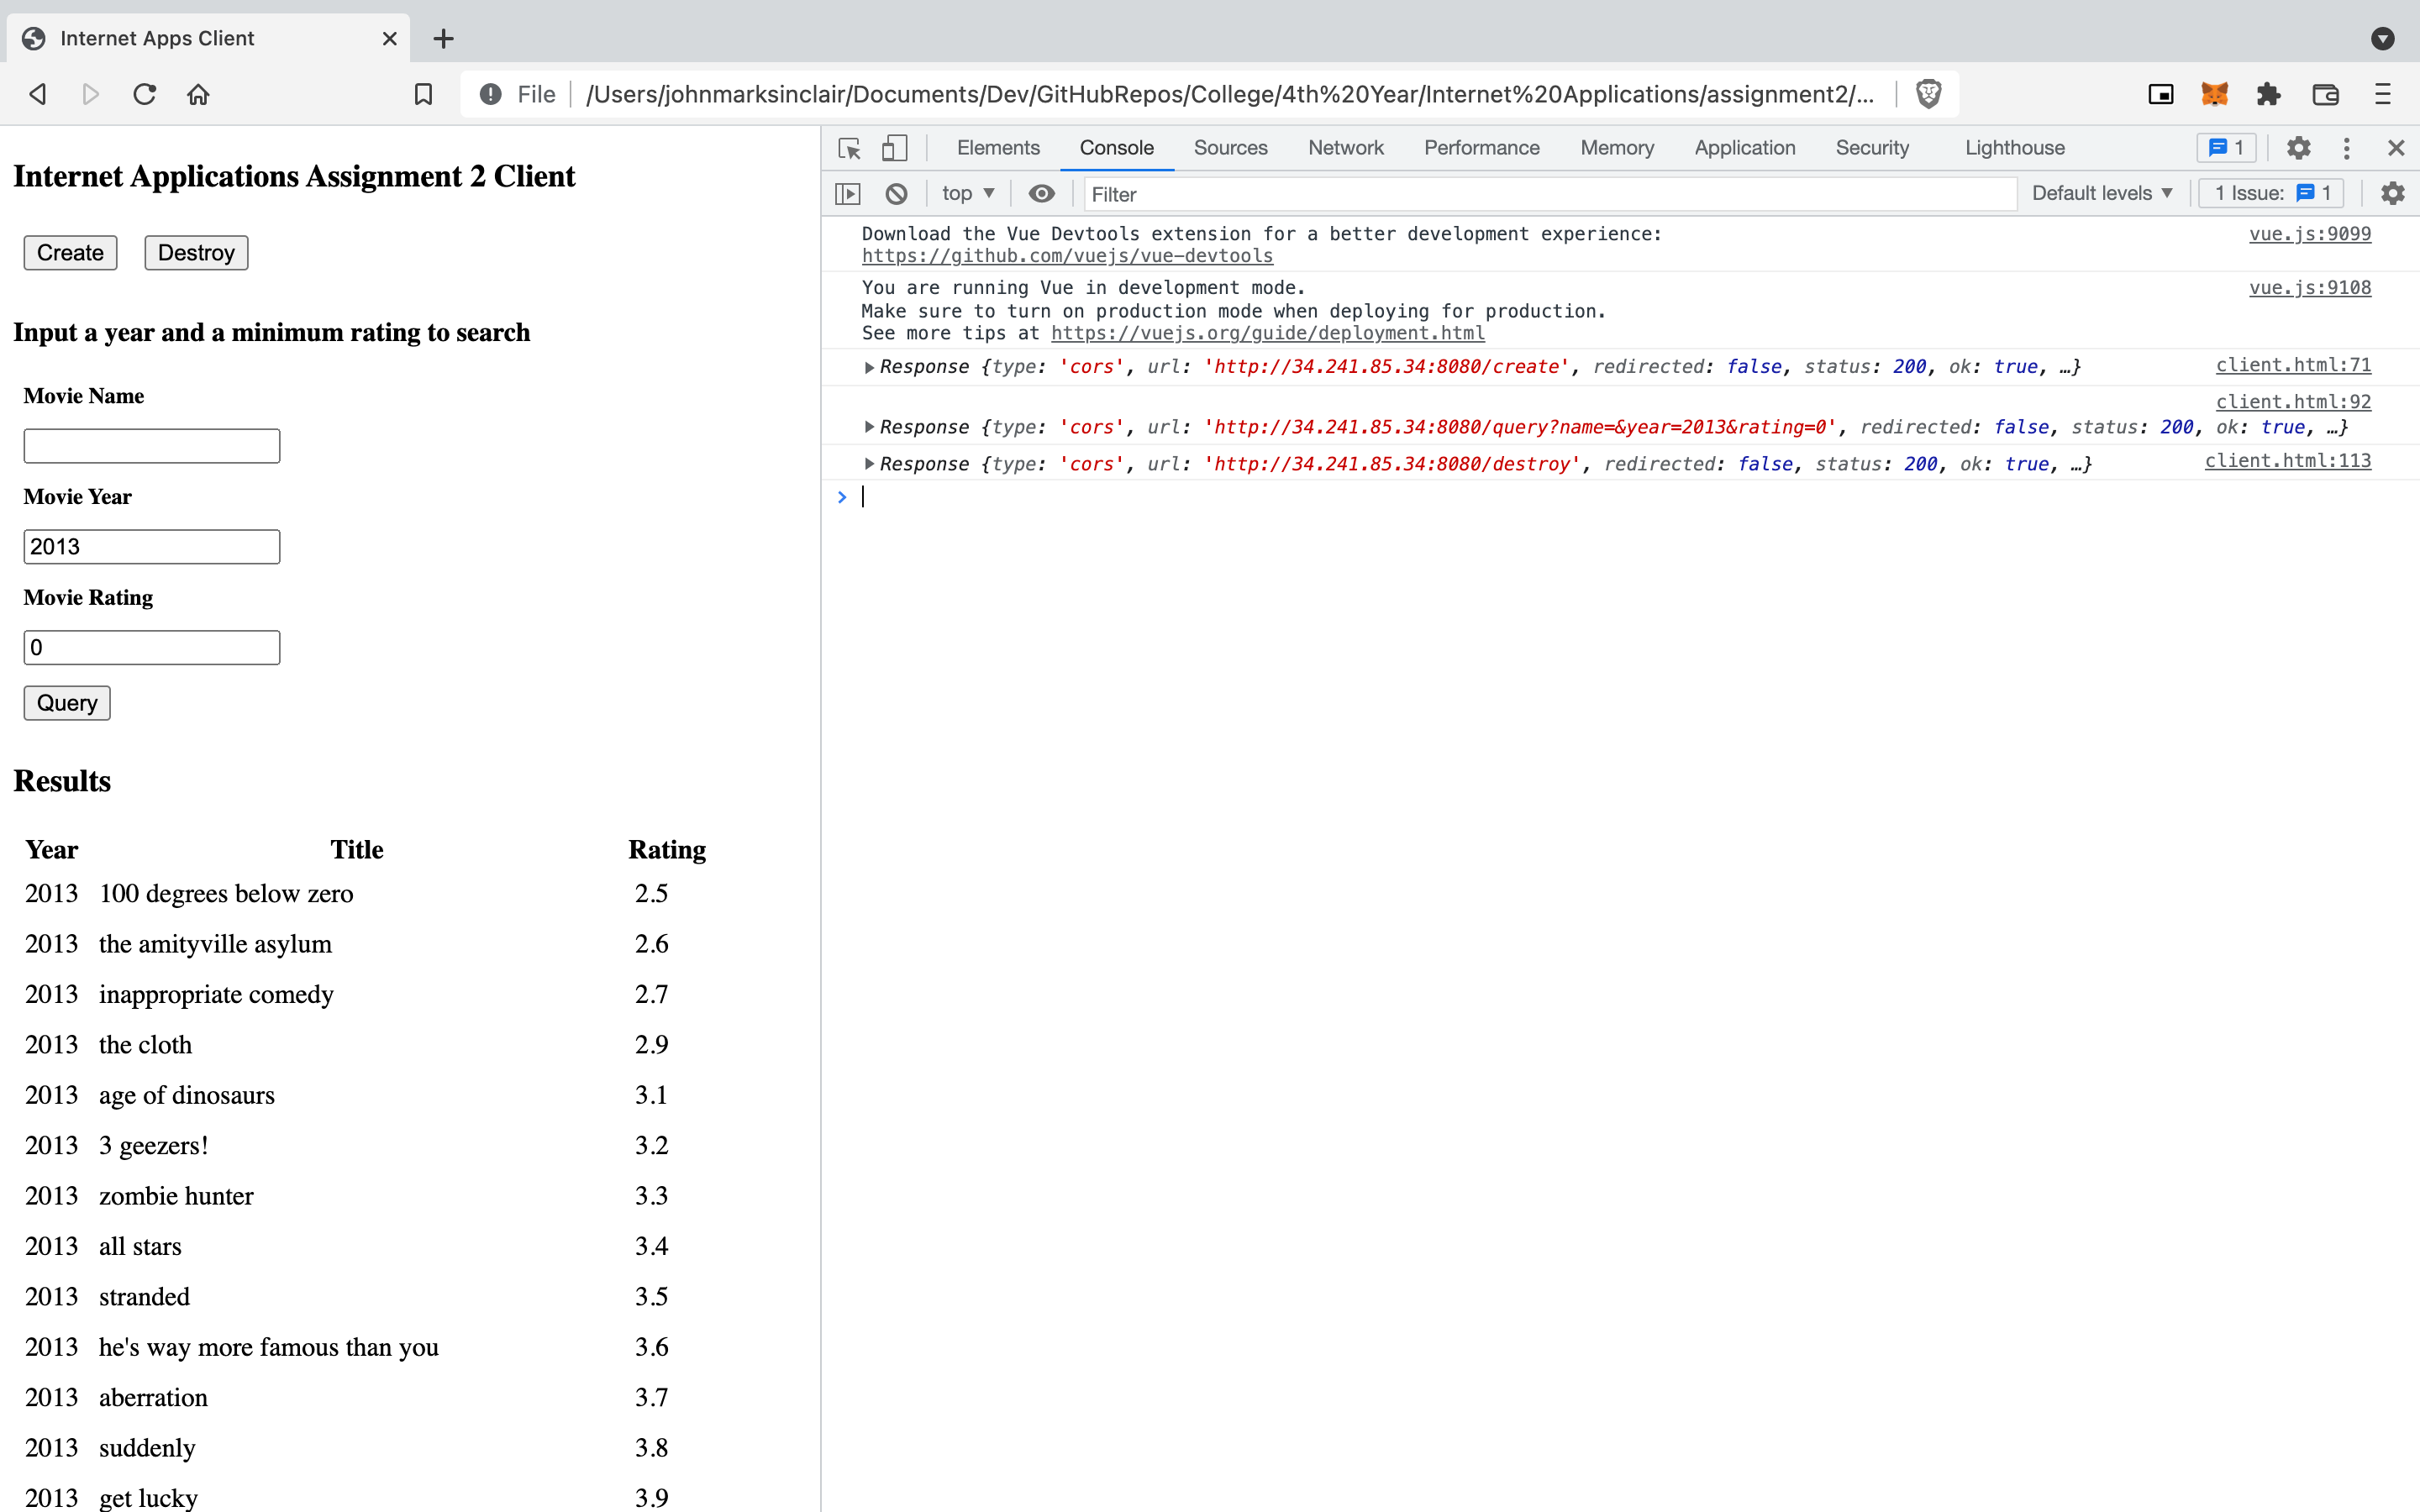 Internet Apps Client
File /Users/johnmarksinclair/Documents/Dev/GitHubRepos/College/4th%20Year/Internet%20Applications/assignment2/...
Internet Applications Assignment 2 Client
Create Destroy
Input a year and a minimum rating to search
Movie Name
Movie Year
2013
Movie Rating
0
Query
Results
Year Title Rating
2013 100 degrees below zero 2.5
2013 the amityville asylum 2.6
2013 inappropriate comedy 2.7
2013 the cloth 2.9
2013 age of dinosaurs 3.1
2013 3 geezers! 3.2
2013 zombie hunter 3.3
2013 all stars 3.4
2013 stranded 3.5
2013 he's way more famous than you 3.6
2013 aberration 3.7
2013 suddenly 3.8
2013 get lucky 3.9
Elements Console Sources Network Performance Memory Application Security Lighthouse 1
top Filter Default levels 1 Issue: 1
Download the Vue Devtools extension for a better development experience: vue.js:9099
https://github.com/vuejs/vue-devtools
You are running Vue in development mode. vue.js:9108
Make sure to turn on production mode when deploying for production.
See more tips at https://vuejs.org/guide/deployment.html
Response {type: 'cors', url: 'http://34.241.85.34:8080/create', redirected: false, status: 200, ok: true, …} client.html:71
client.html:92
Response {type: 'cors', url: 'http://34.241.85.34:8080/query?name=&year=2013&rating=0', redirected: false, status: 200, ok: true, …}
Response {type: 'cors', url: 'http://34.241.85.34:8080/destroy', redirected: false, status: 200, ok: true, …} client.html:113